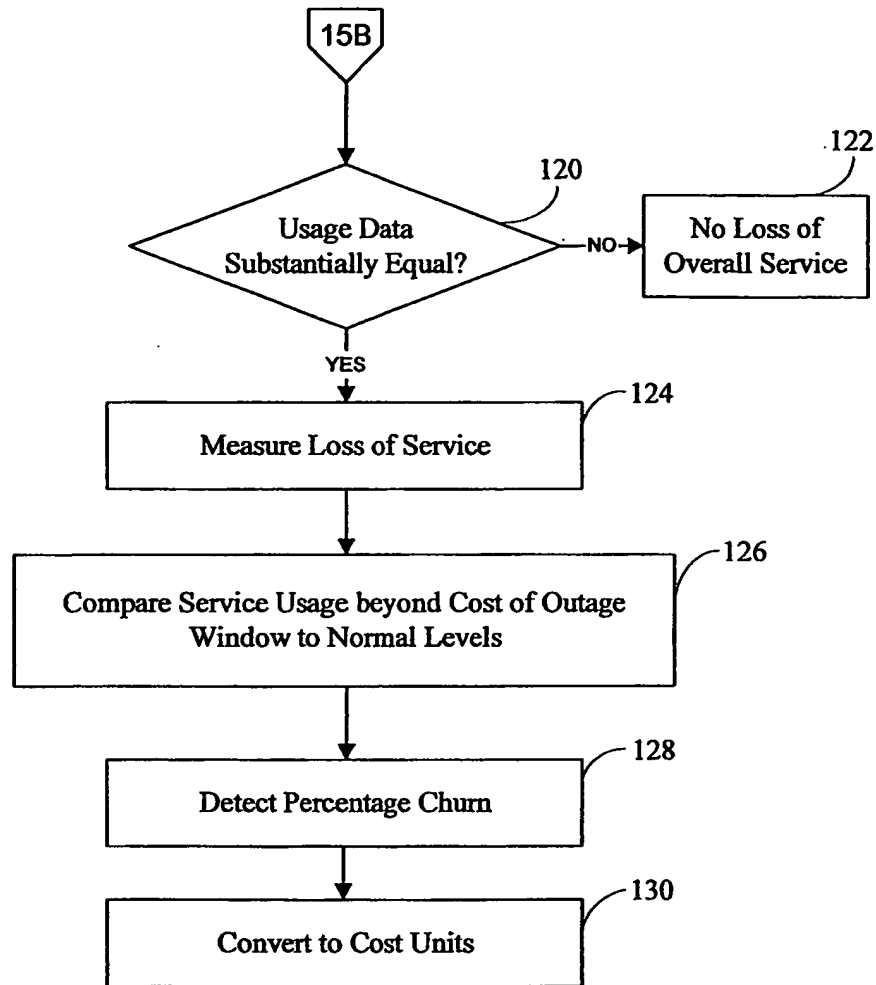 15B
120
122
Usage Data
Substantially Equal?
NO
No Loss of
Overall Service
YES
124
Measure Loss of Service
126
Compare Service Usage beyond Cost of Outage
Window to Normal Levels
128
Detect Percentage Churn
130
Convert to Cost Units